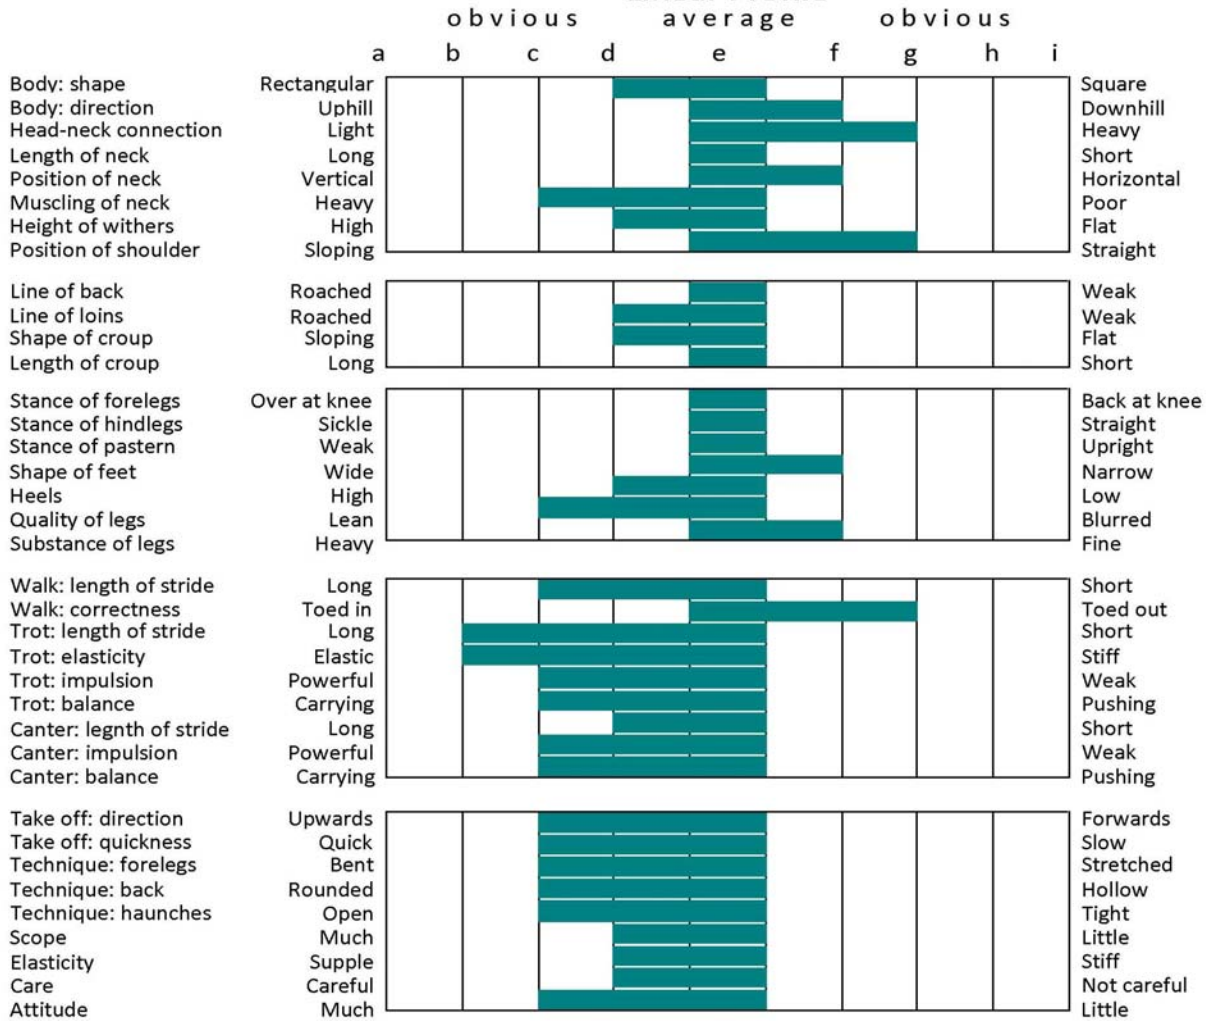 obvious average obvious
a b c d e f g h i
Body: shape Rectangular Square
Body: direction Uphill Downhill
Head-neck connection Light Heavy
Length of neck Long Short
Position of neck Vertical Horizontal
Muscling of neck Heavy Poor
Height of withers High Flat
Position of shoulder Sloping Straight
Line of back Roached Weak
Line of loins Roached Weak
Shape of croup Sloping Flat
Length of croup Long Short
Stance of forelegs Over at knee Back at knee
Stance of hindlegs Sickle Straight
Stance of pastern Weak Upright
Shape of feet Wide Narrow
Heels High Low
Quality of legs Lean Blurred
Substance of legs Heavy Fine
Walk: length of stride Long Short
Walk: correctness Toed in Toed out
Trot: length of stride Long Short
Trot: elasticity Elastic Stiff
Trot: impulsion Powerful Weak
Trot: balance Carrying Pushing
Canter: legnth of stride Long Short
Canter: impulsion Powerful Weak
Canter: balance Carrying Pushing
Take off: direction Upwards Forwards
Take off: quickness Quick Slow
Technique: forelegs Bent Stretched
Technique: back Rounded Hollow
Technique: haunches Open Tight
Scope Much Little
Elasticity Supple Stiff
Care Careful Not careful
Attitude Much Little